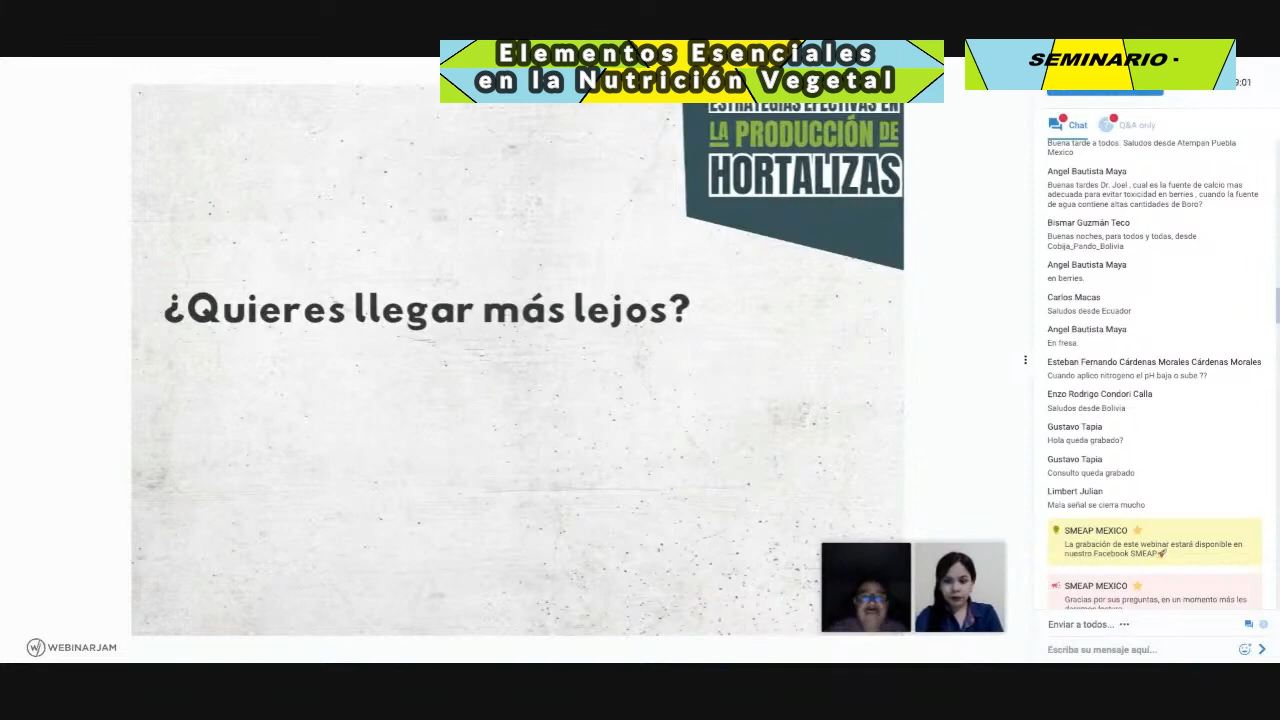 Elementos Esenciales
en la Nutrición Vegetal
SEMINARIO -
ESTRATEGIAS EFECTIVAS EN
LA PRODUCCIÓN DE
HORTALIZAS
¿Quieres llegar más lejos?
WEBINARJAM
9:01
Chat
Q&A only
Buena tarde a todos. Saludos desde Atempan Puebla
Mexico
Angel Bautista Maya
Buenas tardes Dr. Joel , cual es la fuente de calcio mas
adecuada para evitar toxicidad en berries , cuando la fuente
de agua contiene altas cantidades de Boro?
Bismar Guzmán Teco
Buenas noches, para todos y todas, desde
Cobija_Pando_Bolivia
Angel Bautista Maya
en berries.
Carlos Macas
Saludos desde Ecuador
Angel Bautista Maya
En fresa.
Esteban Fernando Cárdenas Morales Cárdenas Morales
Cuando aplico nitrogeno el pH baja o sube ??
Enzo Rodrigo Condori Calla
Saludos desde Bolivia
Gustavo Tapia
Hola queda grabado?
Gustavo Tapia
Consulto queda grabado
Limbert Julian
Mala señal se cierra mucho
SMEAP MEXICO
La grabación de este webinar estará disponible en
nuestro Facebook SMEAP🚀
SMEAP MEXICO
Gracias por sus preguntas, en un momento más les
daremos lectura
Enviar a todos... •••
Escriba su mensaje aquí...